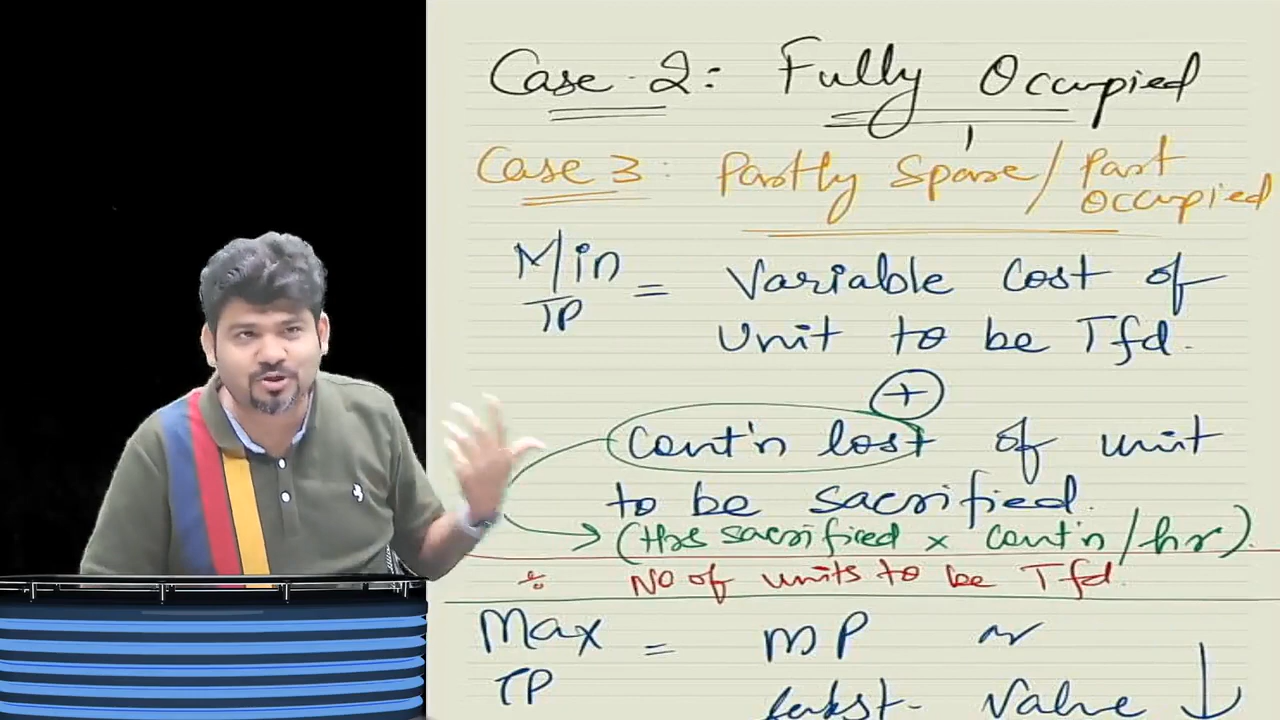 Case 2: Fully Occupied
Case 3: Partly Spare / Part Occupied
Min TP = Variable Cost of
Unit to be Tfd.
+
Cont'n lost of unit
to be sacrified.
(Hrs sacrified x cont'n/hr).
÷ NO of units to be Tfd.
Max TP = MP or
subst. Value ↓